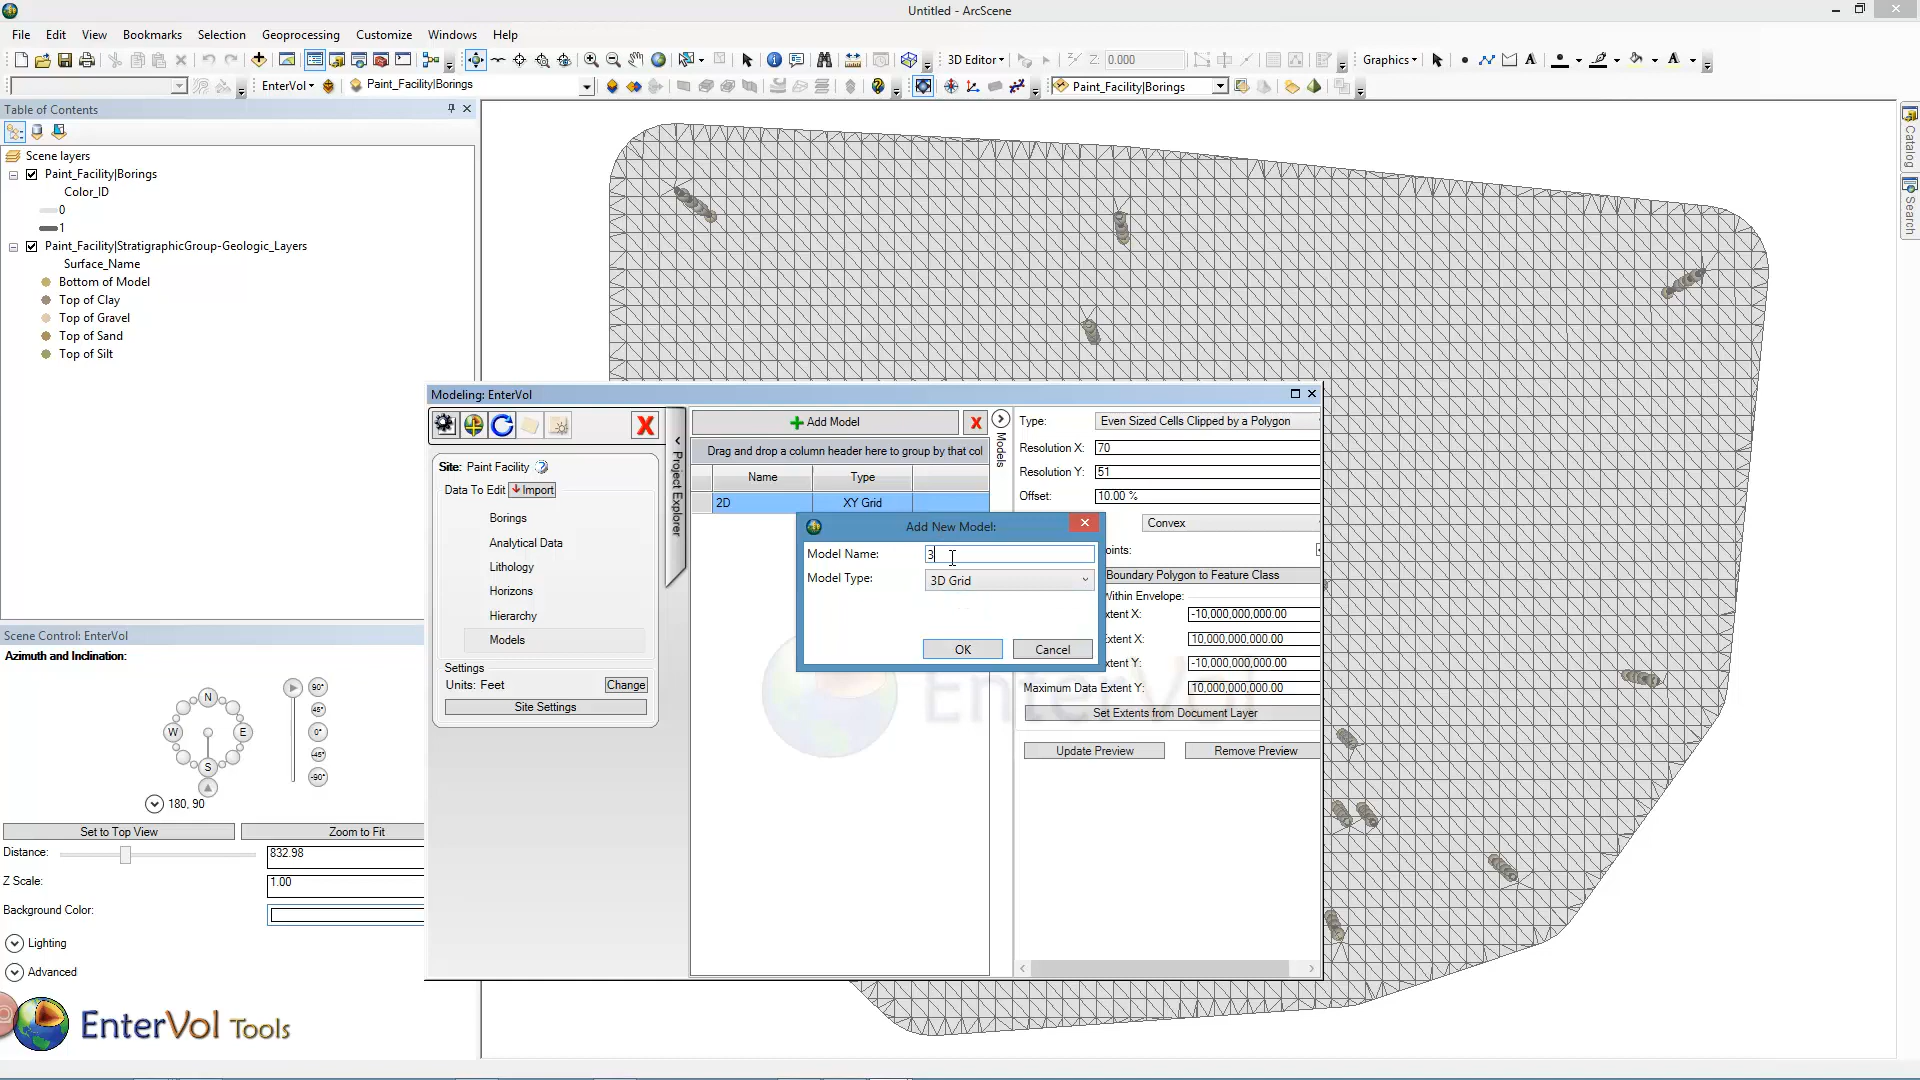 Untitled - ArcScene
File Edit View Bookmarks Selection Geoprocessing Customize Windows Help
3D Editor Z: 0.000 Graphics A A
EnterVol Paint_Facility|Borings Paint_Facility|Borings
Table of Contents
Scene layers
Paint_Facility|Borings
Color_ID
0
1
Paint_Facility|StratigraphicGroup-Geologic_Layers
Surface_Name
Bottom of Model
Top of Clay
Top of Gravel
Top of Sand
Top of Silt
Catalog
Search
Modeling: EnterVol
Project Explorer
Site: Paint Facility
Data To Edit Import
Borings
Analytical Data
Lithology
Horizons
Hierarchy
Models
Settings
Units: Feet Change
Site Settings
Add Model
Drag and drop a column header here to group by that col
Name Type
2D XY Grid
Models
Type: Even Sized Cells Clipped by a Polygon
Resolution X: 70
Resolution Y: 51
Offset: 10.00 %
Convex
oints:
Boundary Polygon to Feature Class
Within Envelope:
xtent X: -10,000,000,000.00
xtent X: 10,000,000,000.00
xtent Y: -10,000,000,000.00
Maximum Data Extent Y: 10,000,000,000.00
Set Extents from Document Layer
Update Preview Remove Preview
Add New Model:
Model Name: 3
Model Type: 3D Grid
OK Cancel
EnterVol
Scene Control: EnterVol
Azimuth and Inclination:
N
W E
S
90°
45°
0°
-45°
-90°
180, 90
Set to Top View Zoom to Fit
Distance: 832.98
Z Scale: 1.00
Background Color:
Lighting
Advanced
EnterVol Tools